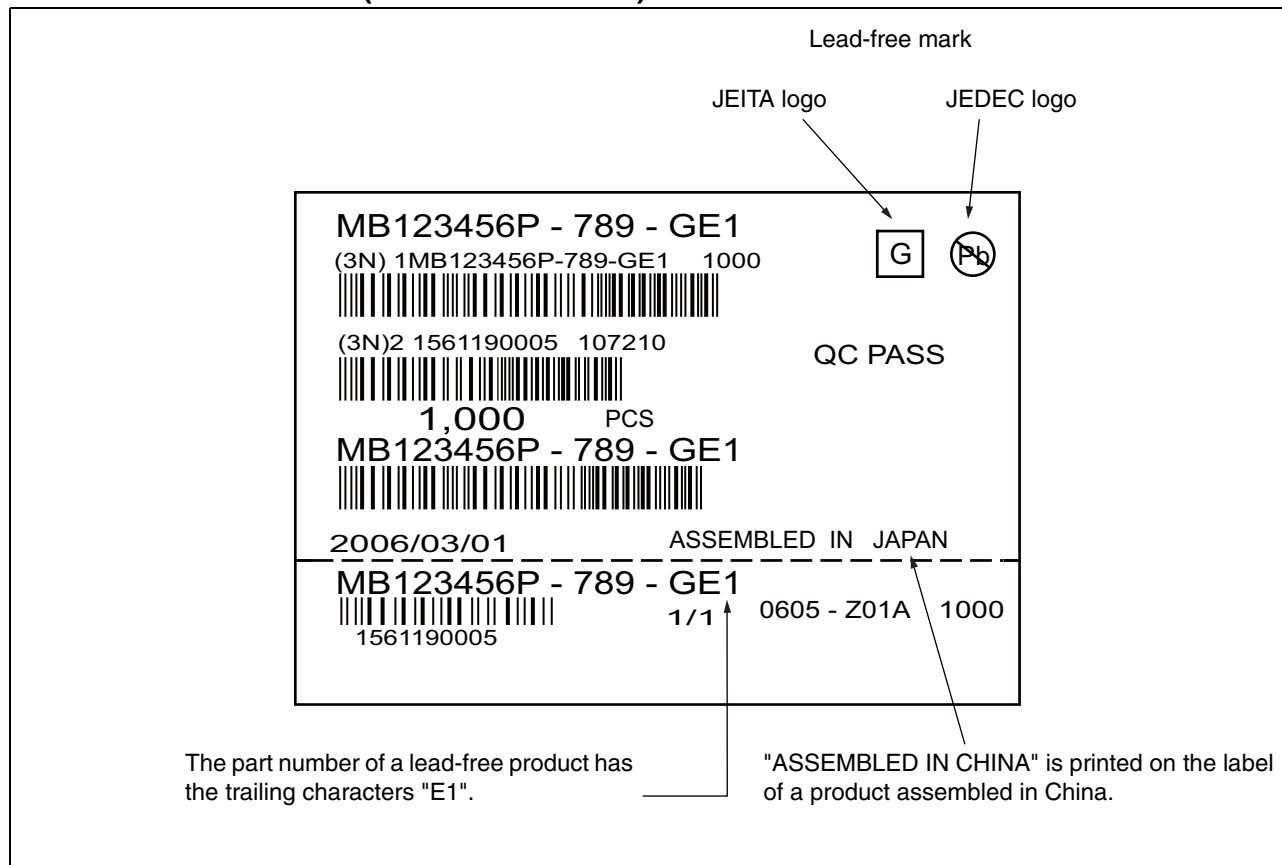 Lead-free mark
JEITA logo JEDEC logo
MB123456P - 789 - GE1
(3N) 1MB123456P-789-GE1 1000
G Pb
(3N)2 1561190005 107210
QC PASS
1,000 PCS
MB123456P - 789 - GE1
2006/03/01 ASSEMBLED IN JAPAN
MB123456P - 789 - GE1
1/1 0605 - Z01A 1000
1561190005
The part number of a lead-free product has
the trailing characters "E1".
"ASSEMBLED IN CHINA" is printed on the label
of a product assembled in China.